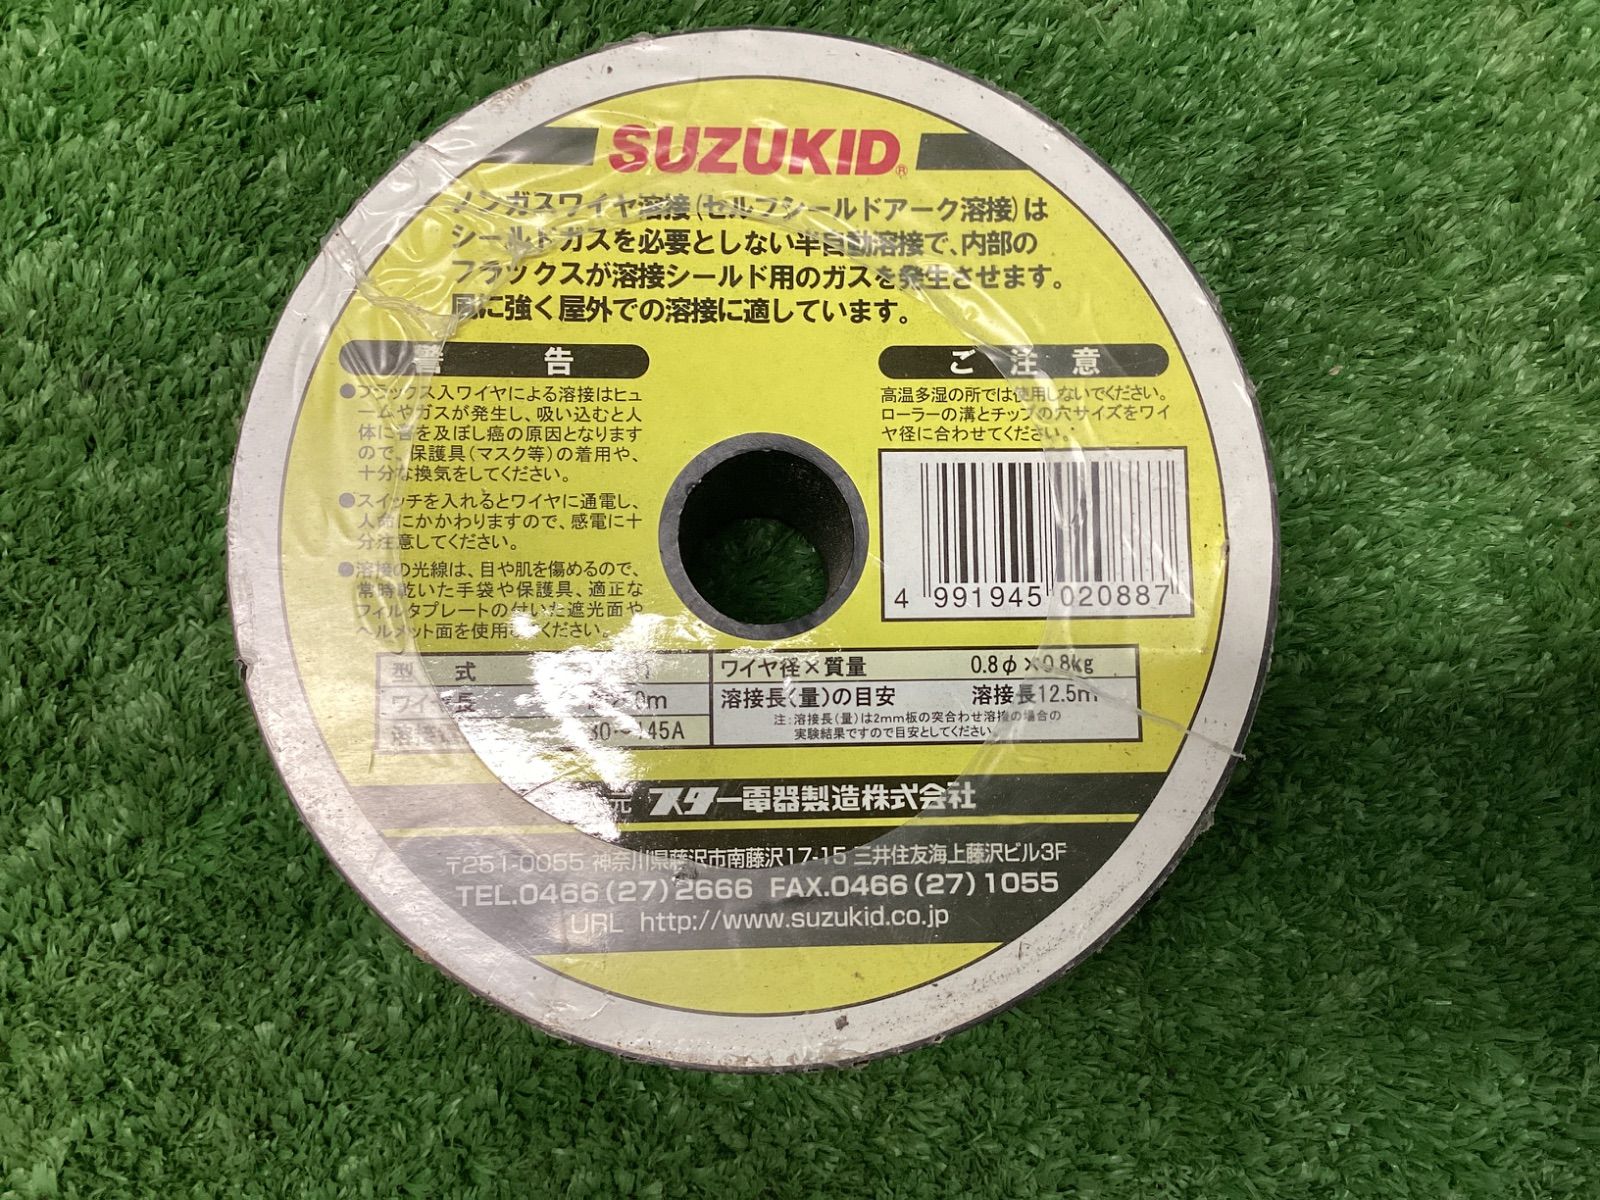 SUZUKID®
ノンガスワイヤ溶接(セルフシールドアーク溶接)は
シールドガスを必要としない半自動溶接で、内部の
フラックスが溶接シールド用のガスを発生させます。
風に強く屋外での溶接に適しています。
警 告
●フラックス入ワイヤによる溶接はヒュ
ームやガスが発生し、吸い込むと人
体に害を及ぼし癌の原因となります
ので、保護具(マスク等)の着用や、
十分な換気をしてください。
●スイッチを入れるとワイヤに通電し、
人命にかかわりますので、感電に十
分注意してください。
●溶接の光線は、目や肌を傷めるので、
常時乾いた手袋や保護具、適正な
フィルタプレートの付いた遮光面や
ヘルメット面を使用してください。
ご 注 意
高温多湿の所では使用しないでください。
ローラーの溝とチップの穴サイズをワイ
ヤ径に合わせてください。
4 991945 020887
型 式
ワイヤ径×質量 0.8φ×0.8kg
ワイヤ長 0m
溶接長(量)の目安 溶接長12.5m
溶接 30～145A
注:溶接長(量)は2mm板の突合わせ溶接の場合の
実験結果ですので目安としてください。
元 スター電器製造株式会社
〒251-0055 神奈川県藤沢市南藤沢17-15 三井住友海上藤沢ビル3F
TEL.0466(27)2666 FAX.0466(27)1055
URL http://www.suzukid.co.jp